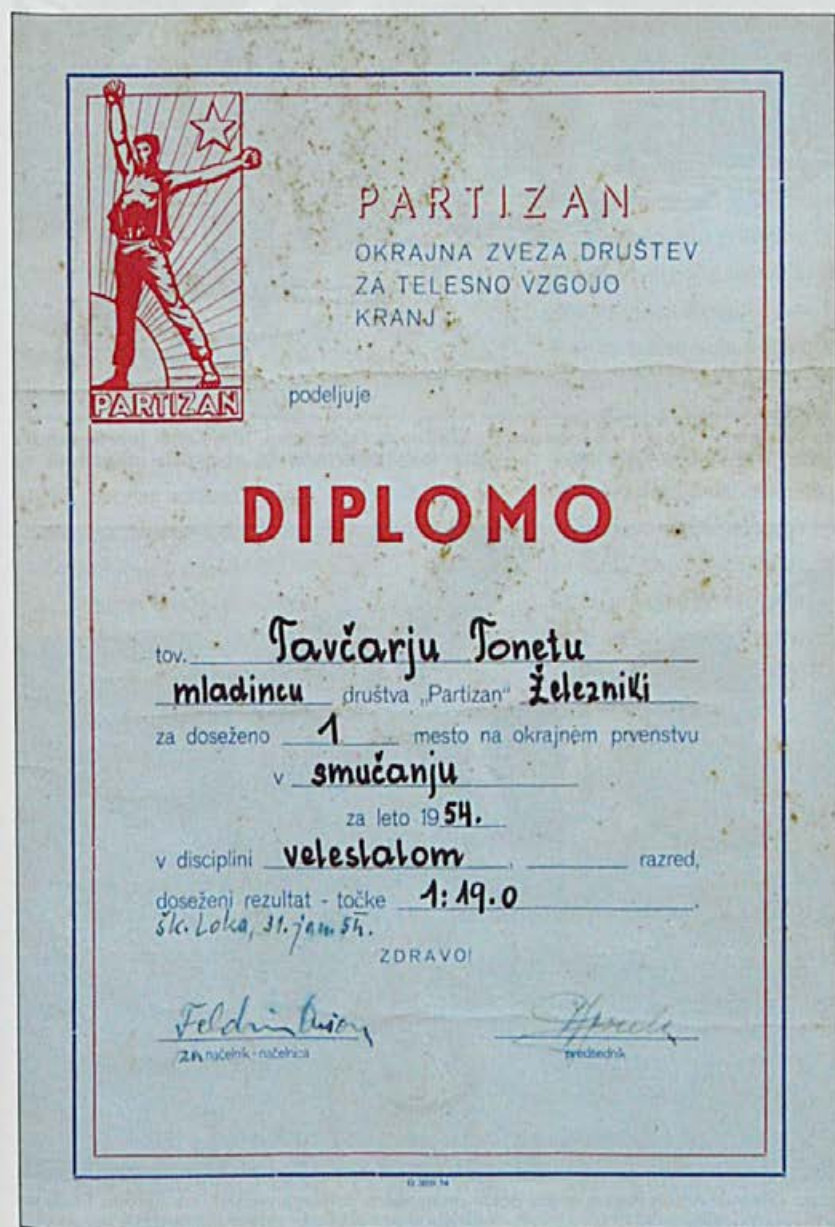 PARTIZAN
PARTIZAN
OKRAJNA ZVEZA DRUŠTEV
ZA TELESNO VZGOJO
KRANJ
podeljuje
DIPLOMO
tov. Tavčarju Tonetu
mladincu društva „Partizan" Železniki
za doseženo 1 mesto na okrajnem prvenstvu
v smučanju
za leto 1954.
v disciplini veleslalom, razred,
doseženi rezultat - točke 1:19.0.
Šk. Loka, 31. jan. 54.
ZDRAVO!
za načelnik - načelnica
predsednik